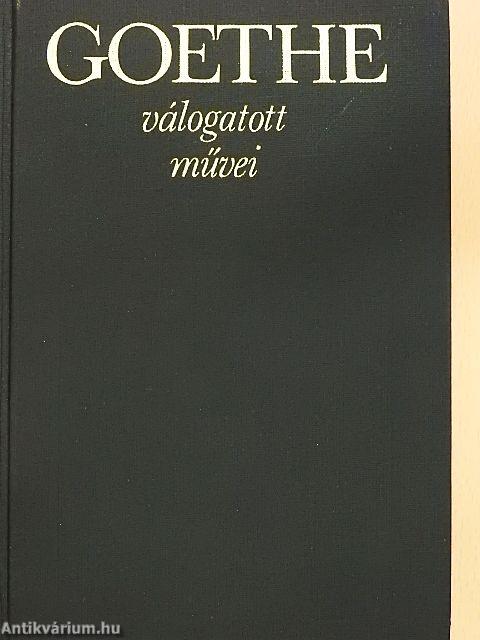 GOETHE
válogatott
művei
Antikvárium.hu